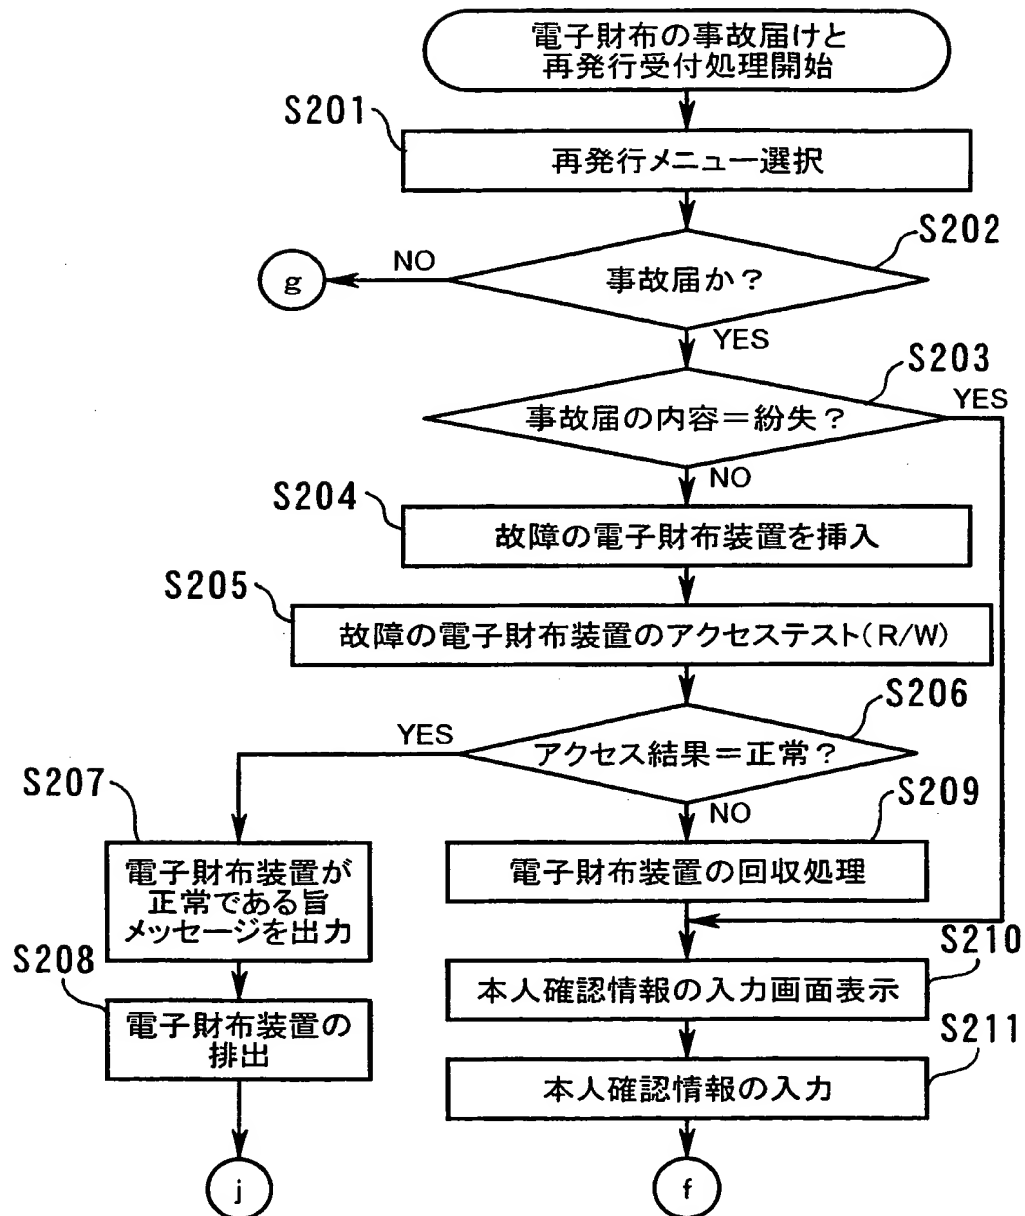 電子財布の事故届けと
再発行受付処理開始
S201
再発行メニュー選択
S202
事故届か？
NO
g
YES
S203
事故届の内容＝紛失？
YES
NO
S204
故障の電子財布装置を挿入
S205
故障の電子財布装置のアクセステスト(R/W)
S206
アクセス結果＝正常？
YES
NO
S207
電子財布装置が
正常である旨
メッセージを出力
S209
電子財布装置の回収処理
S208
電子財布装置の
排出
S210
本人確認情報の入力画面表示
S211
本人確認情報の入力
j
f